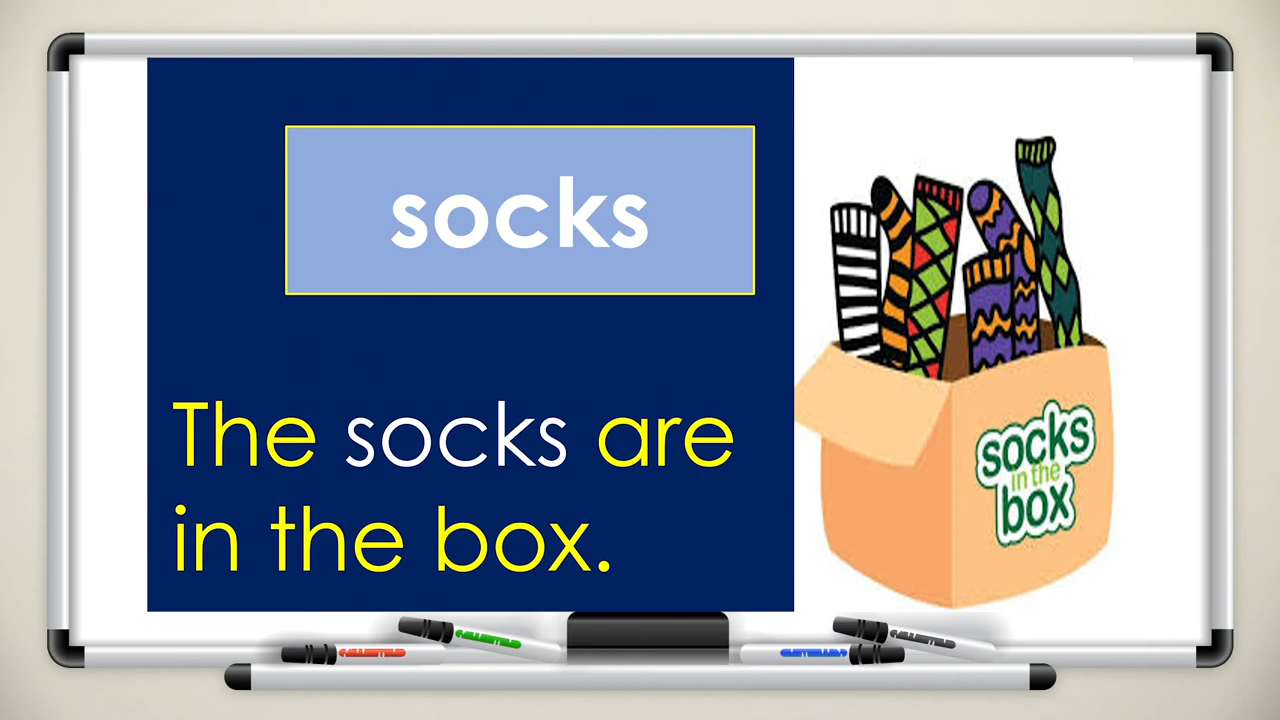 socks
The socks are
in the box.
socks
in the
box